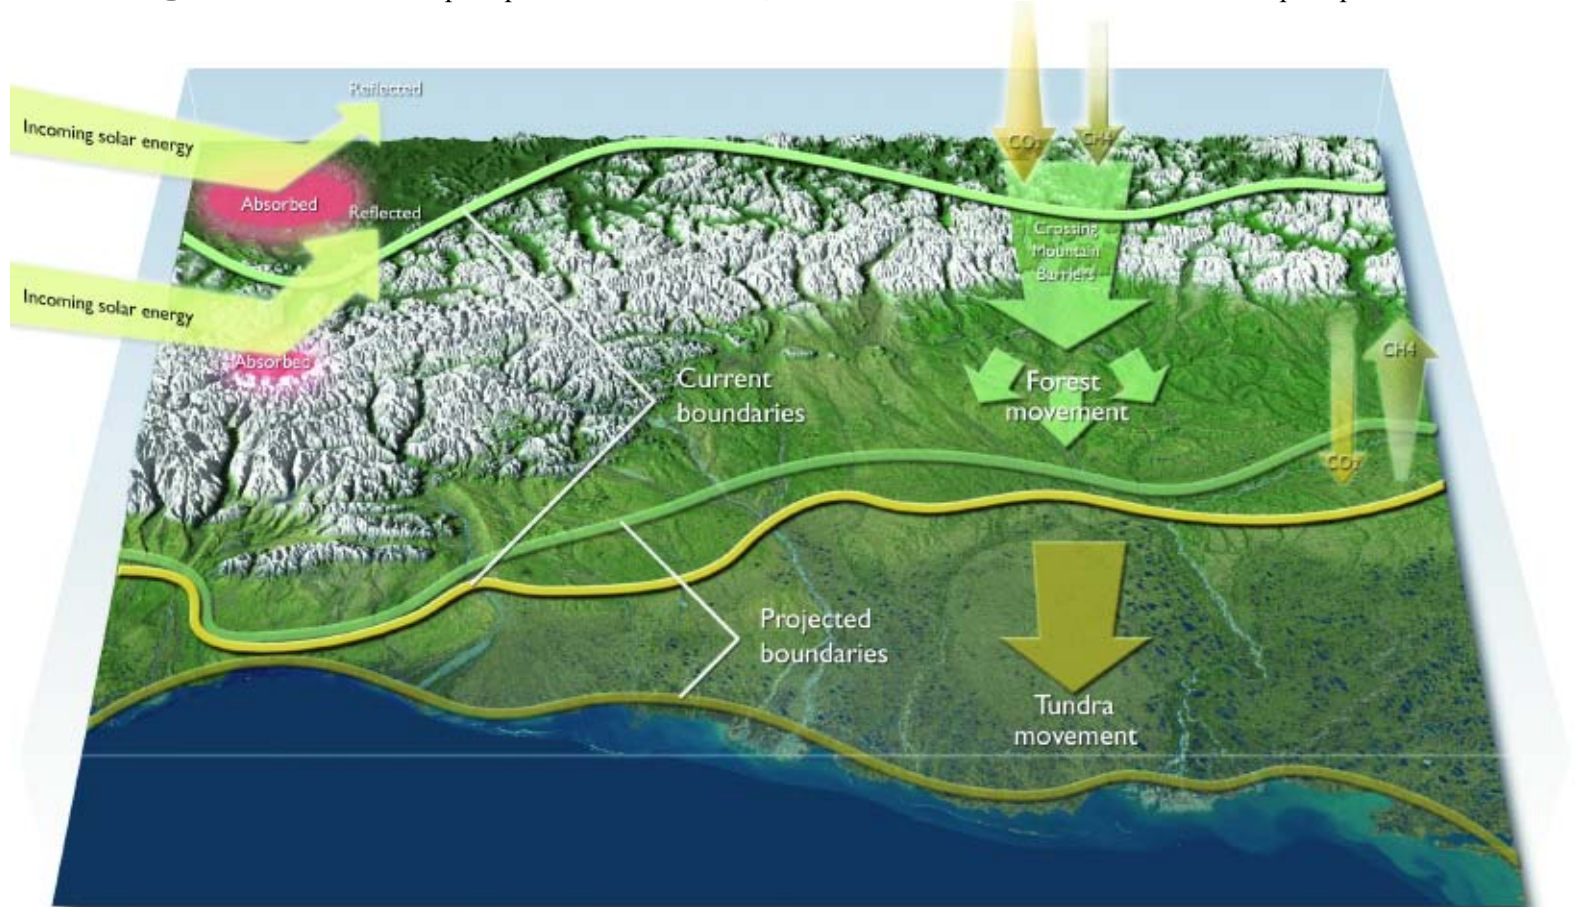 Reflected
Incoming solar energy
CO2
CH4
Absorbed
Reflected
Crossing
Mountain
Barriers
Incoming solar energy
Absorbed
CH4
Current
boundaries
Forest
movement
CO2
Projected
boundaries
Tundra
movement